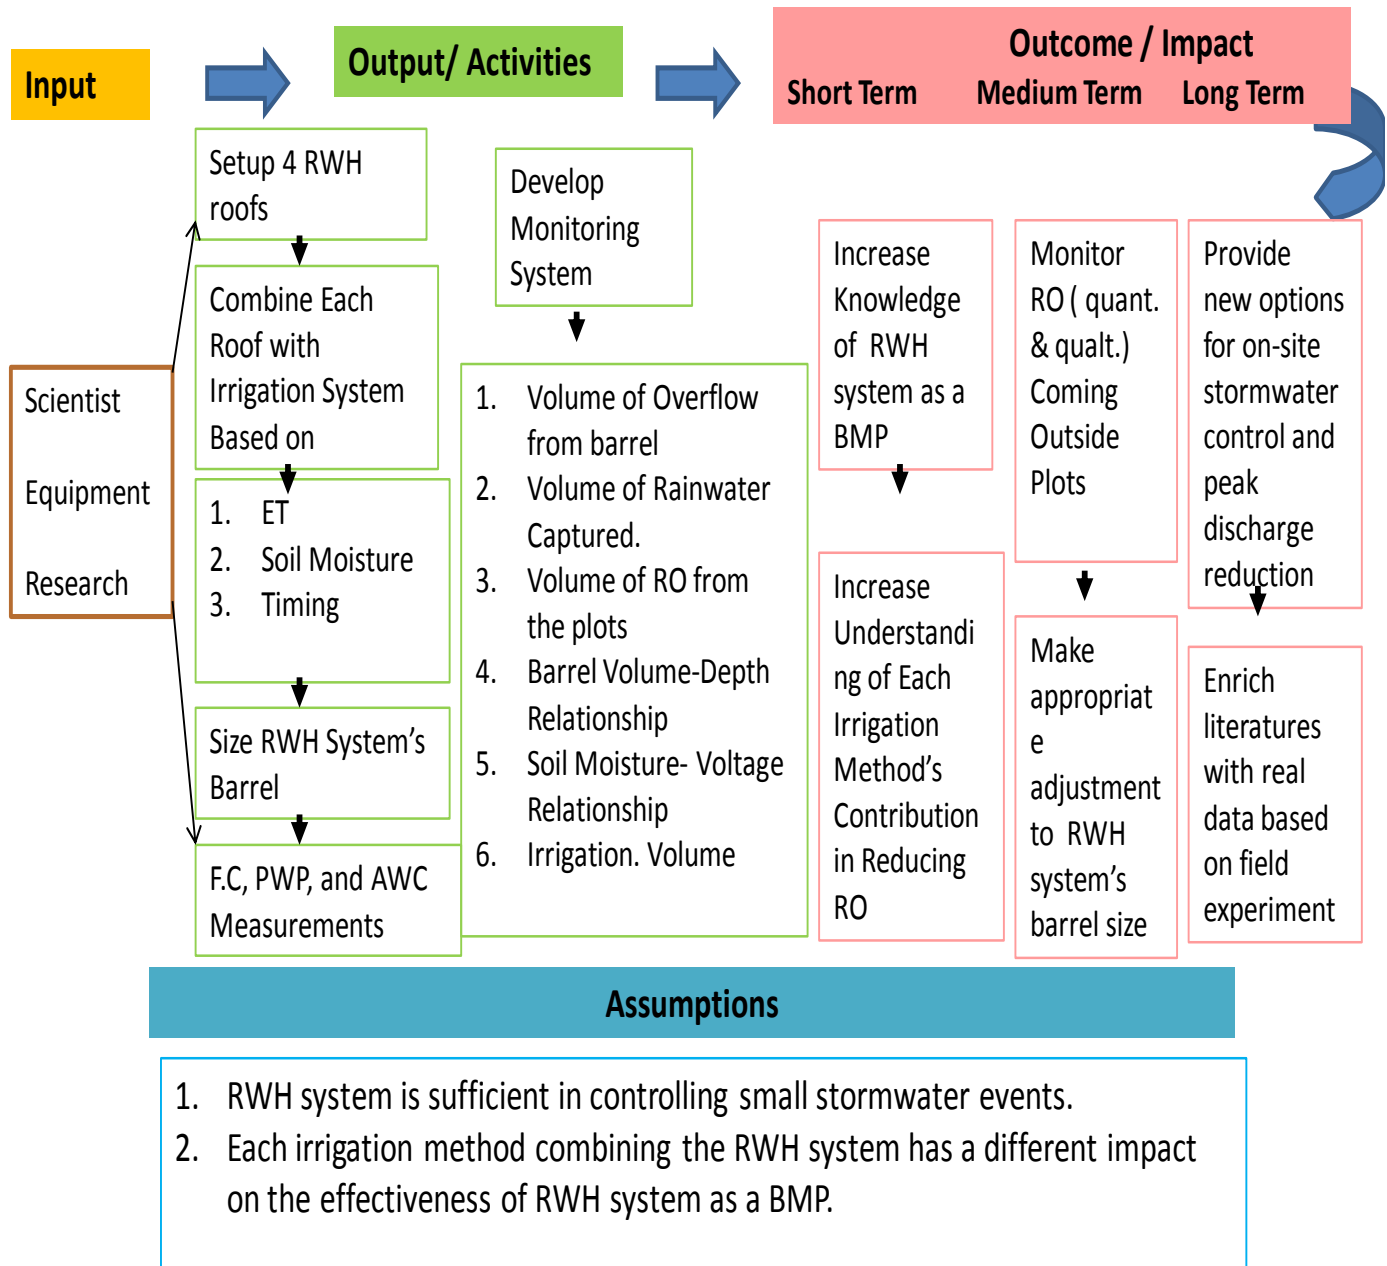 Input
Output/ Activities
Outcome / Impact
Short Term
Medium Term
Long Term
Scientist
Equipment
Research
Setup 4 RWH
roofs
Combine Each
Roof with
Irrigation System
Based on
1. ET
2. Soil Moisture
3. Timing
Size RWH System's
Barrel
F.C, PWP, and AWC
Measurements
Develop
Monitoring
System
1. Volume of Overflow
from barrel
2. Volume of Rainwater
Captured.
3. Volume of RO from
the plots
4. Barrel Volume-Depth
Relationship
5. Soil Moisture- Voltage
Relationship
6. Irrigation. Volume
Increase
Knowledge
of RWH
system as a
BMP
Increase
Understandi
ng of Each
Irrigation
Method's
Contribution
in Reducing
RO
Monitor
RO ( quant.
& qualt.)
Coming
Outside
Plots
Make
appropriat
e
adjustment
to RWH
system's
barrel size
Provide
new options
for on-site
stormwater
control and
peak
discharge
reduction
Enrich
literatures
with real
data based
on field
experiment
Assumptions
1. RWH system is sufficient in controlling small stormwater events.
2. Each irrigation method combining the RWH system has a different impact
on the effectiveness of RWH system as a BMP.